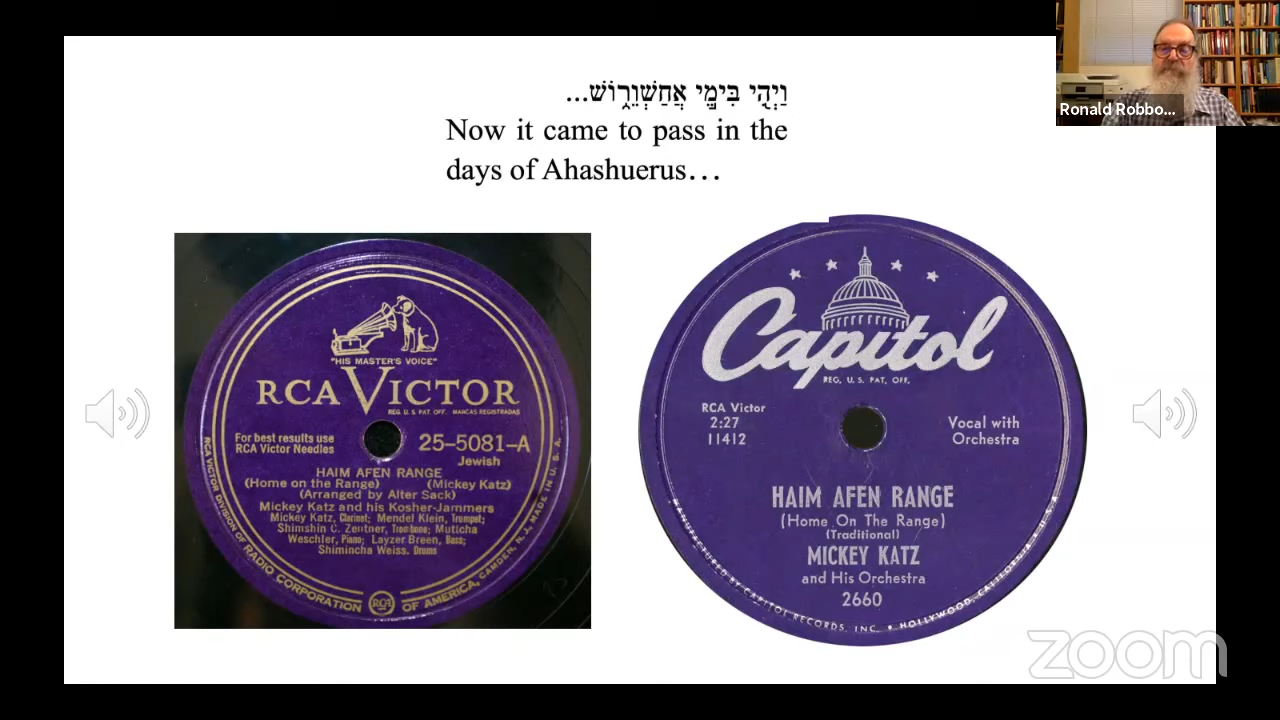 וַיְהִ֖י בִּימֵ֣י אֲחַשְׁוֵר֑וֹשׁ...
Now it came to pass in the
days of Ahashuerus...
Ronald Robbo...
"HIS MASTER'S VOICE"
RCA VICTOR
REG. U. S. PAT. OFF. MARCAS REGISTRADAS
For best results use
RCA Victor Needles
25-5081-A
Jewish
HAIM AFEN RANGE
(Home on the Range) (Mickey Katz)
(Arranged by Alter Sack)
Mickey Katz and his Kosher-Jammers
Mickey Katz, Clarinet; Mendel Klein, Trumpet;
Shimshin C. Zentner, Trombone; Muticha
Weschler, Piano; Layzer Breen, Bass;
Shimincha Weiss, Drums
RCA VICTOR DIVISION OF RADIO CORPORATION RCA OF AMERICA, CAMDEN, N. J. MADE IN U. S. A.
Capitol
REG. U. S. PAT. OFF.
RCA Victor
2:27
11412
Vocal with
Orchestra
HAIM AFEN RANGE
(Home On The Range)
(Traditional)
MICKEY KATZ
and His Orchestra
2660
MANUFACTURED BY CAPITOL RECORDS, INC. • HOLLYWOOD, CALIFORNIA, U.S.A.
zoom